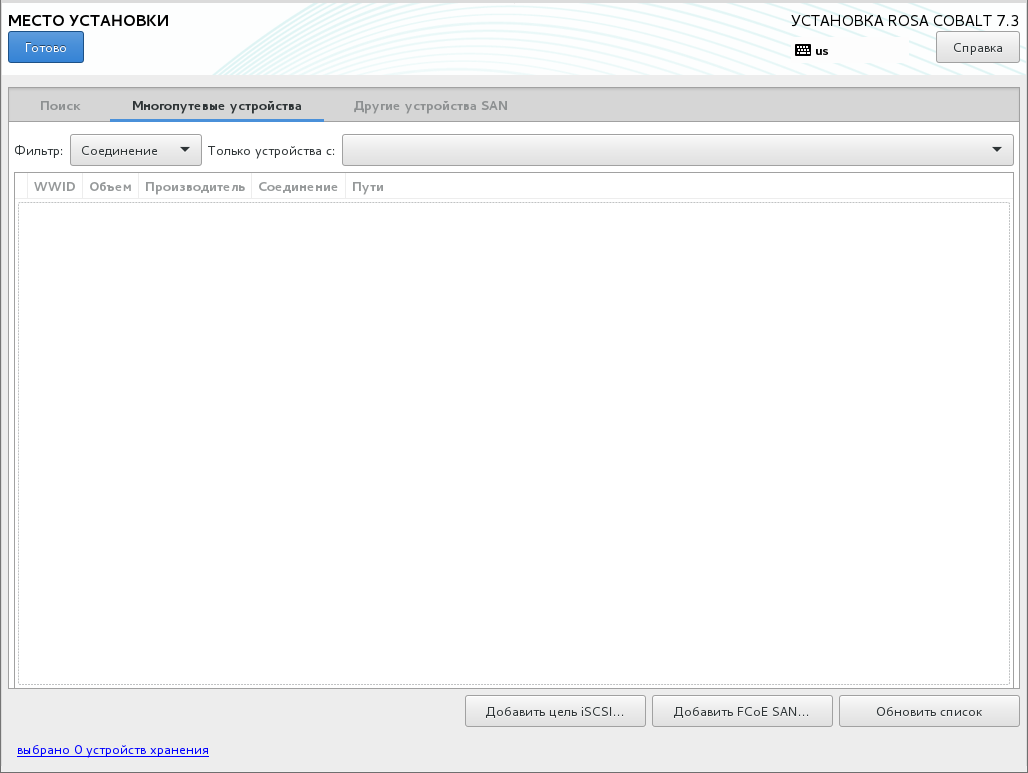 МЕСТО УСТАНОВКИ
УСТАНОВКА ROSA COBALT 7.3
Готово
us
Справка
Поиск
Многопутевые устройства
Другие устройства SAN
Фильтр:
Соединение
Только устройства с:
WWID
Объем
Производитель
Соединение
Пути
Добавить цель iSCSI...
Добавить FCoE SAN...
Обновить список
выбрано 0 устройств хранения